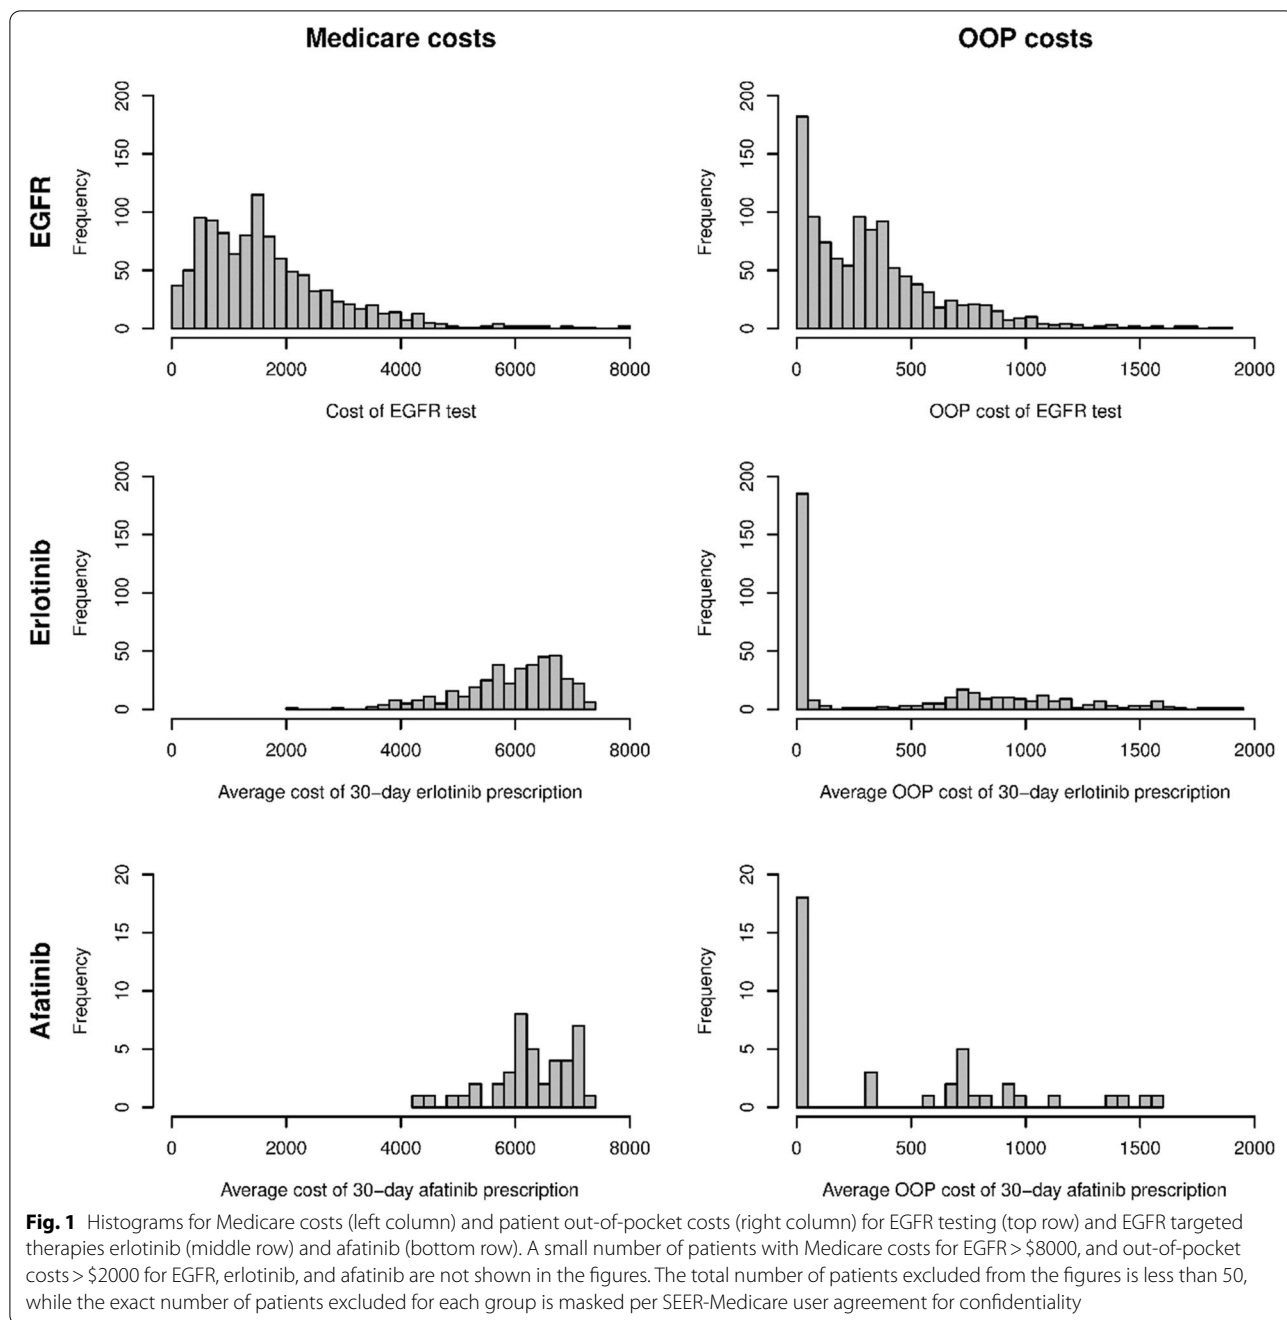 Medicare costs
OOP costs
EGFR
Frequency
200
150
100
50
0
0 2000 4000 6000 8000
Cost of EGFR test
Frequency
200
150
100
50
0
0 500 1000 1500 2000
OOP cost of EGFR test
Erlotinib
Frequency
200
150
100
50
0
0 2000 4000 6000 8000
Average cost of 30−day erlotinib prescription
Frequency
200
150
100
50
0
0 500 1000 1500 2000
Average OOP cost of 30−day erlotinib prescription
Afatinib
Frequency
20
15
10
5
0
0 2000 4000 6000 8000
Average cost of 30−day afatinib prescription
Frequency
20
15
10
5
0
0 500 1000 1500 2000
Average OOP cost of 30−day afatinib prescription
Fig. 1 Histograms for Medicare costs (left column) and patient out-of-pocket costs (right column) for EGFR testing (top row) and EGFR targeted
therapies erlotinib (middle row) and afatinib (bottom row). A small number of patients with Medicare costs for EGFR > $8000, and out-of-pocket
costs > $2000 for EGFR, erlotinib, and afatinib are not shown in the figures. The total number of patients excluded from the figures is less than 50,
while the exact number of patients excluded for each group is masked per SEER-Medicare user agreement for confidentiality